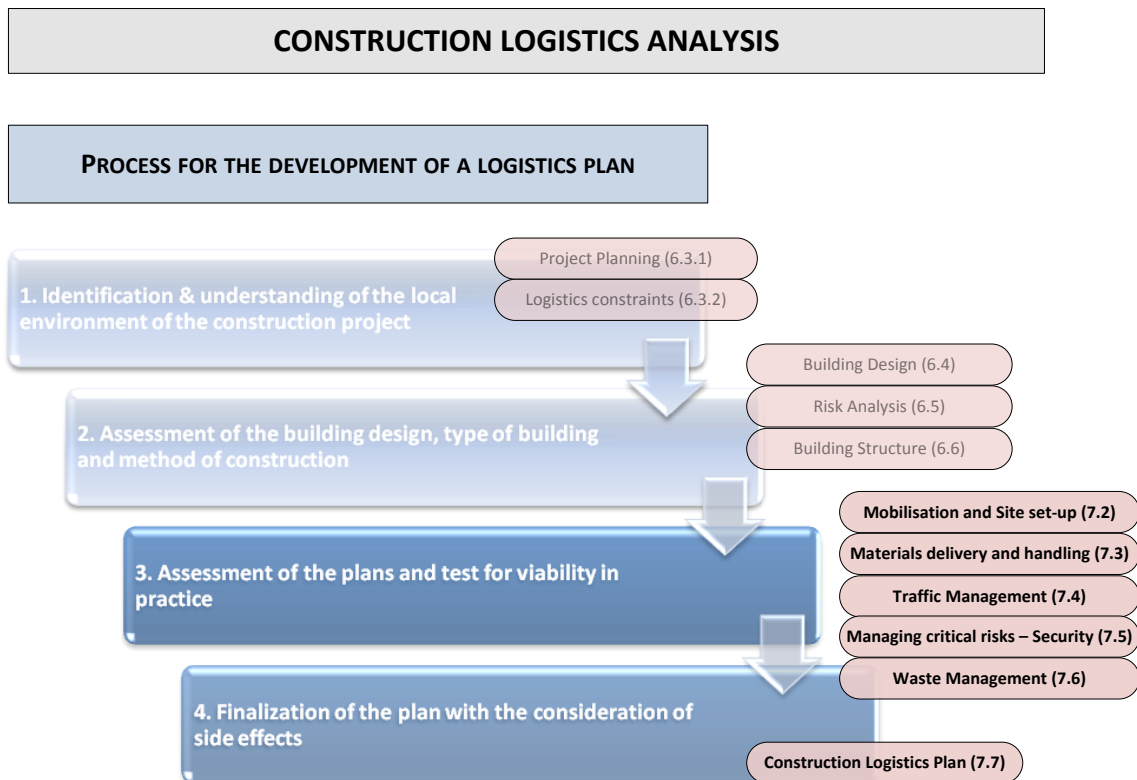 CONSTRUCTION LOGISTICS ANALYSIS
PROCESS FOR THE DEVELOPMENT OF A LOGISTICS PLAN
Project Planning (6.3.1)
Logistics constraints (6.3.2)
1. Identification & understanding of the local
environment of the construction project
Building Design (6.4)
Risk Analysis (6.5)
Building Structure (6.6)
2. Assessment of the building design, type of building
and method of construction
Mobilisation and Site set-up (7.2)
Materials delivery and handling (7.3)
Traffic Management (7.4)
Managing critical risks – Security (7.5)
Waste Management (7.6)
3. Assessment of the plans and test for viability in
practice
4. Finalization of the plan with the consideration of
side effects
Construction Logistics Plan (7.7)